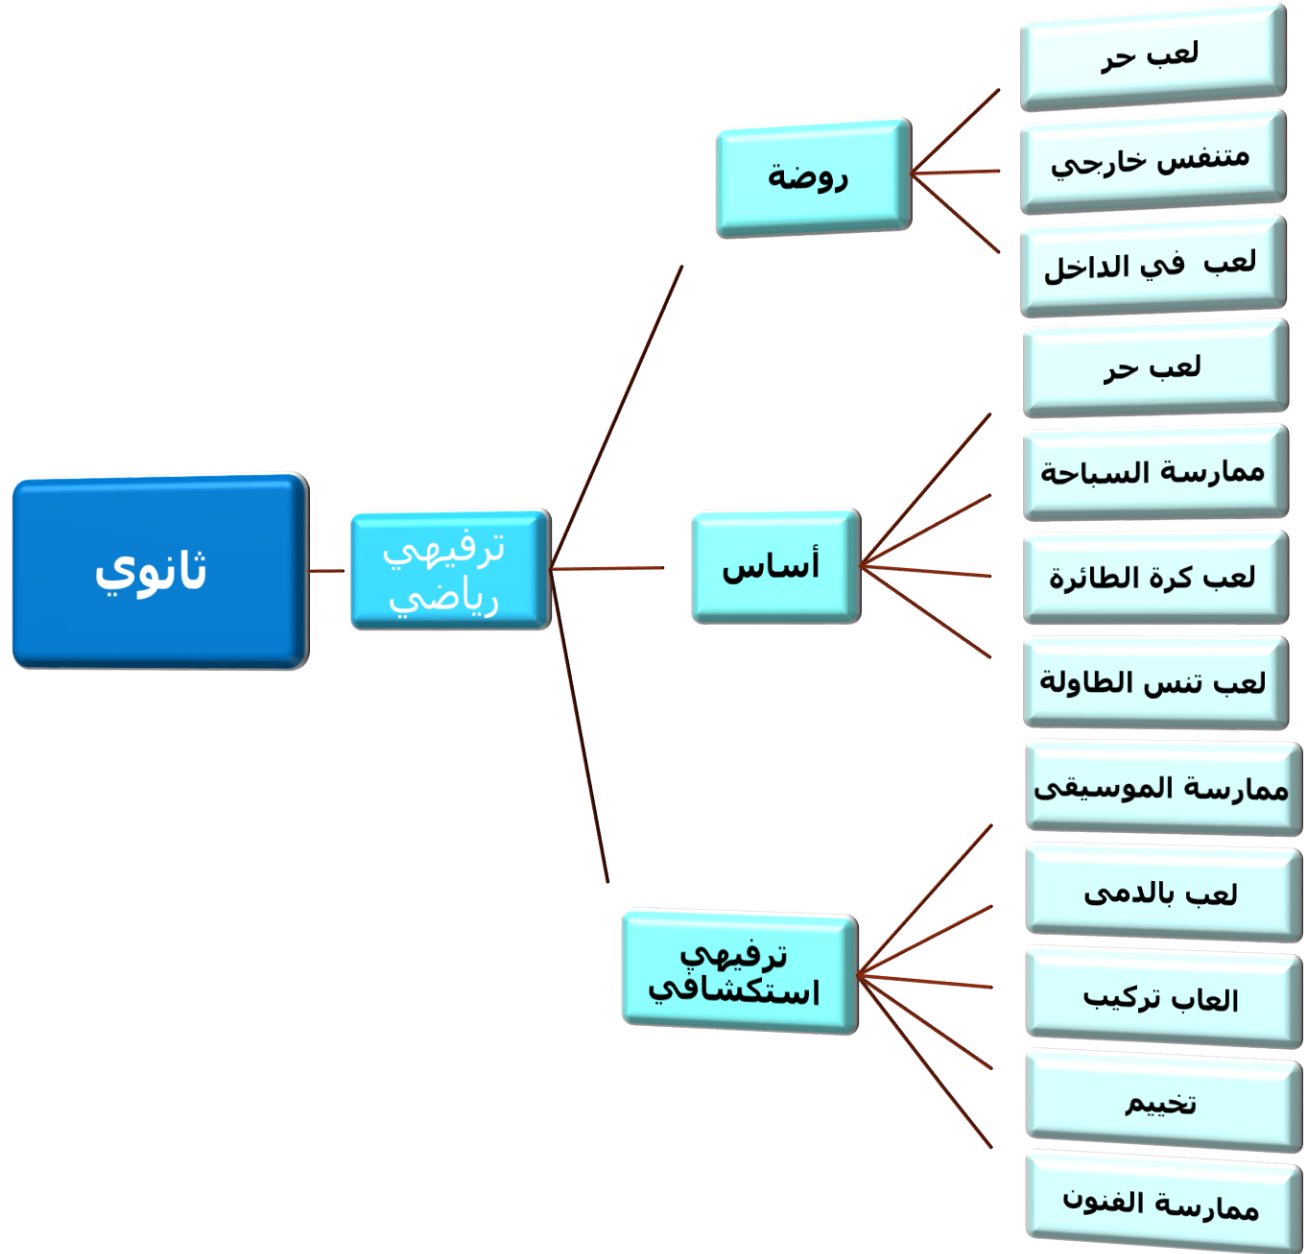 لعب حر
متنفس خارجي
روضة
لعب في الداخل
لعب حر
ممارسة السباحة
ثانوي
ترفيهي
رياضي
أساس
لعب كرة الطائرة
لعب تنس الطاولة
ممارسة الموسيقى
لعب بالدمى
ترفيهي
استكشافي
العاب تركيب
تخييم
ممارسة الفنون